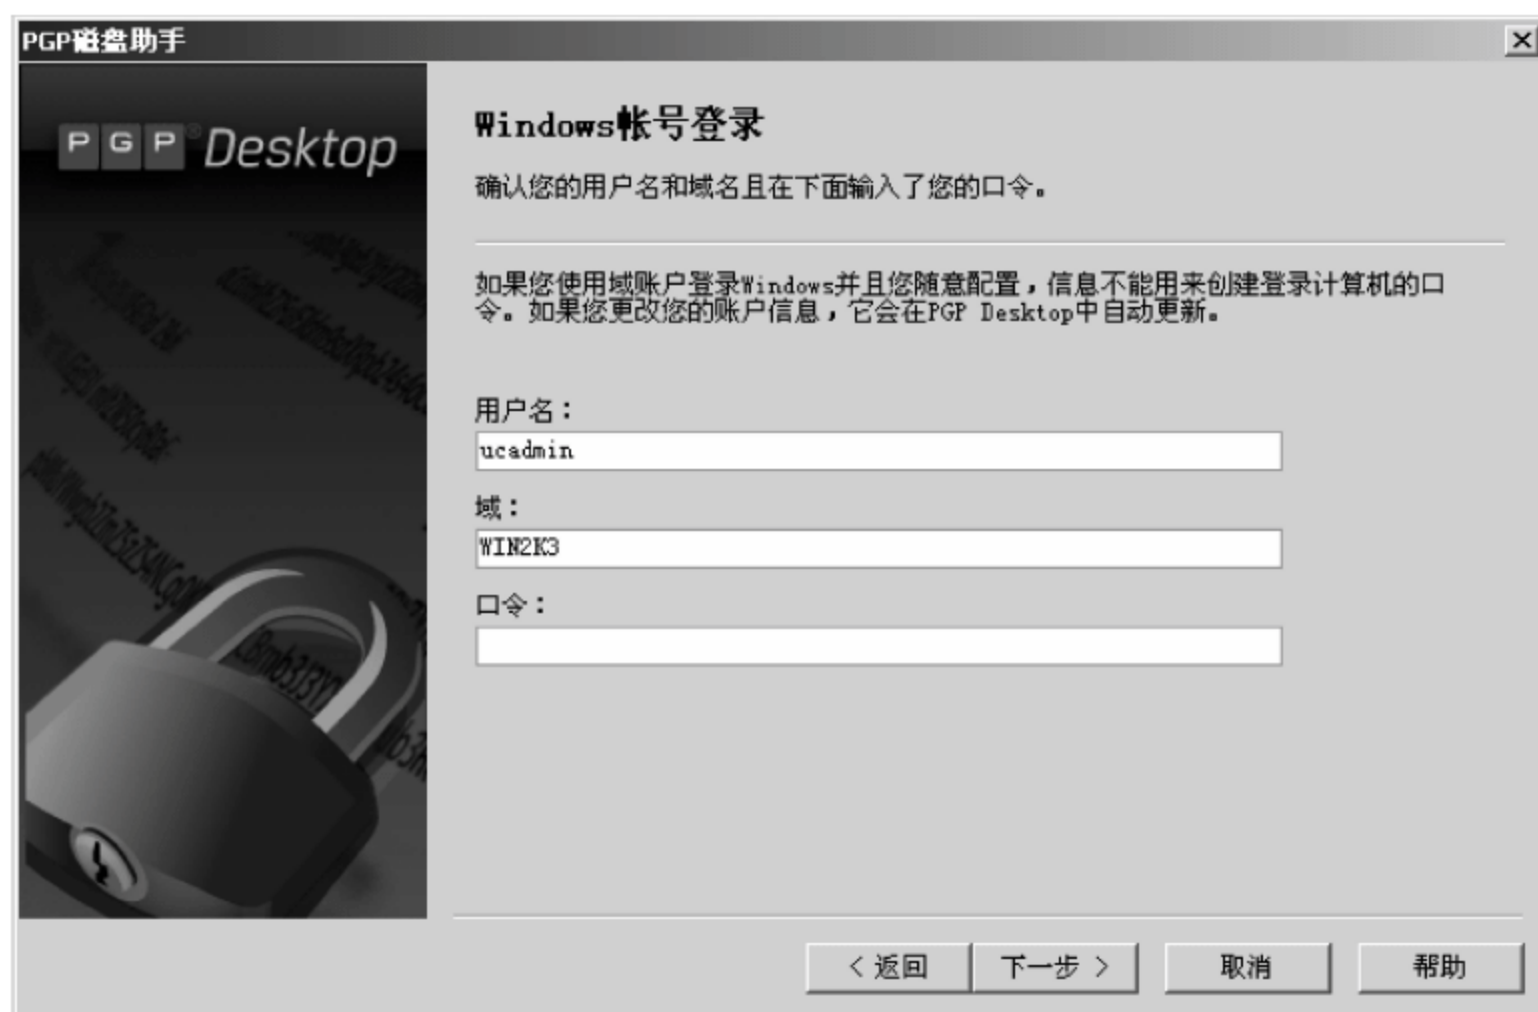 PGP磁盘助手
PGP® Desktop
Windows帐号登录
确认您的用户名和域名且在下面输入了您的口令。
如果您使用域账户登录Windows并且您随意配置，信息不能用来创建登录计算机的口
令。如果您更改您的账户信息，它会在PGP Desktop中自动更新。
用户名：
ucadmin
域：
WIN2K3
口令：
< 返回
下一步 >
取消
帮助